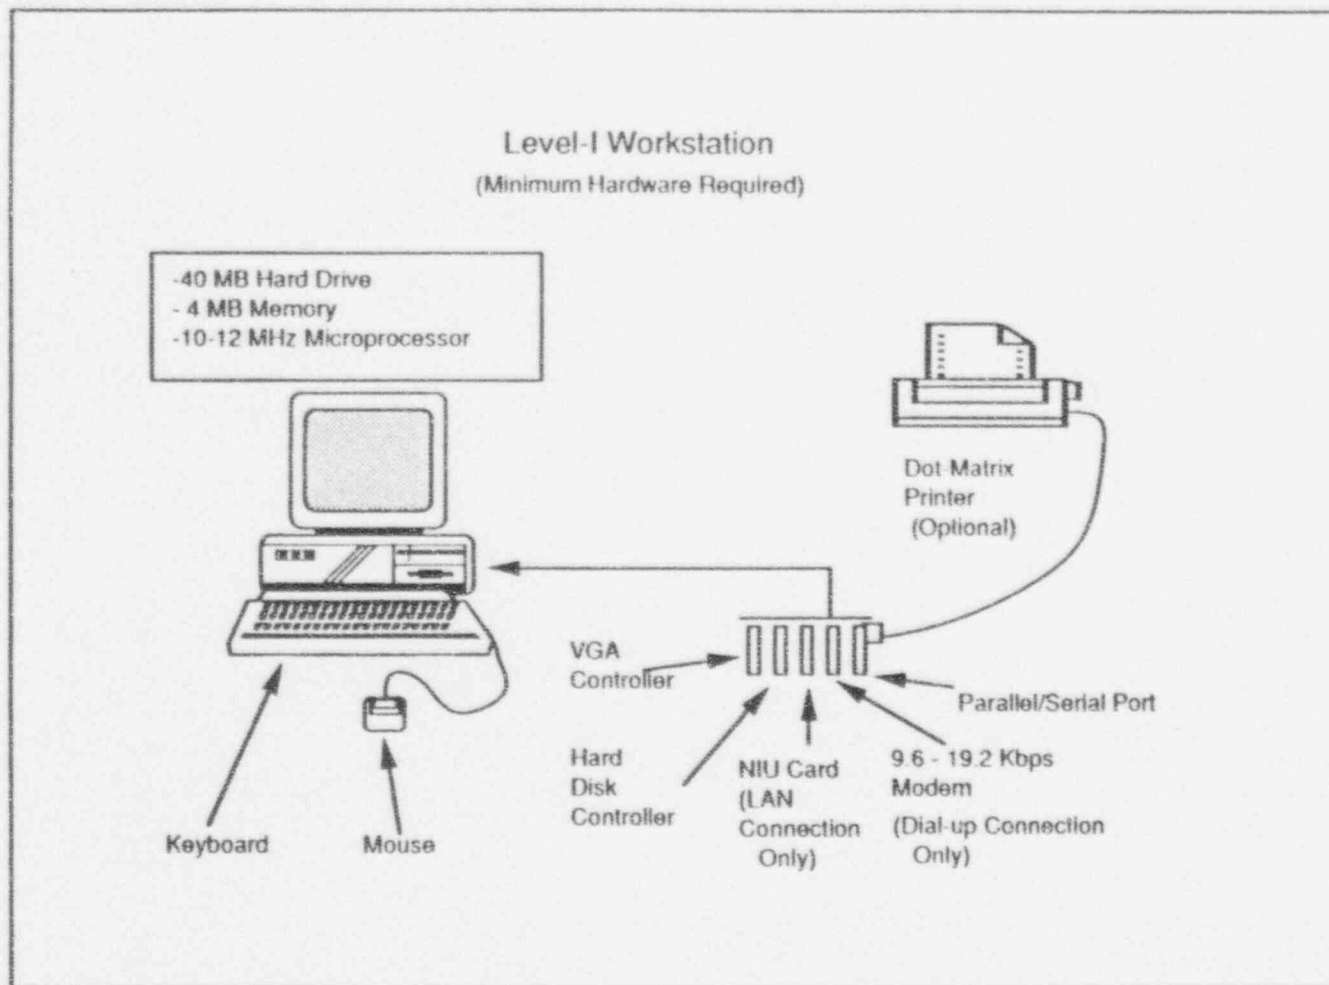 Level-I Workstation
(Minimum Hardware Required)
-40 MB Hard Drive
- 4 MB Memory
-10-12 MHz Microprocessor
Dot-Matrix
Printer
(Optional)
VGA
Controller
Parallel/Serial Port
Hard
Disk
Controller
NIU Card
(LAN
Connection
Only)
9.6 - 19.2 Kbps
Modem
(Dial-up Connection
Only)
Keyboard
Mouse